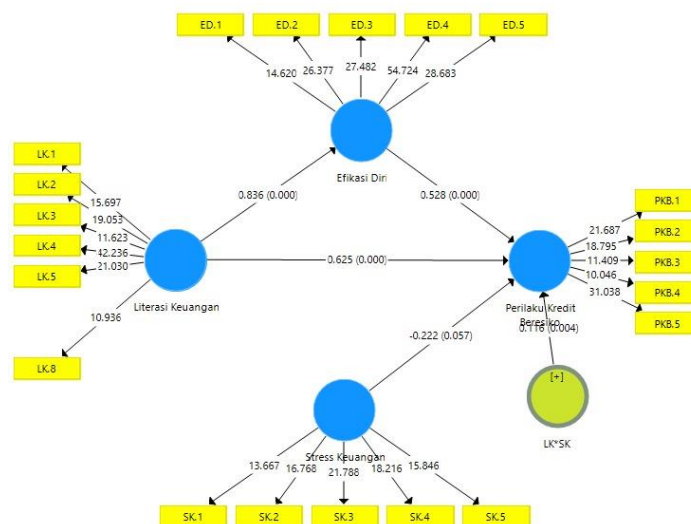 ED.1
ED.2
ED.3
ED.4
ED.5
14.620
26.377
27.482
54.724
28.683
Efikasi Diri
LK.1
LK.2
LK.3
LK.4
LK.5
LK.8
15.697
19.053
11.623
42.236
21.030
10.936
Literasi Keuangan
0.836 (0.000)
0.528 (0.000)
0.625 (0.000)
-0.222 (0.057)
0.116 (0.004)
PKB.1
PKB.2
PKB.3
PKB.4
PKB.5
21.687
18.795
11.409
10.046
31.038
Perilaku Kredit
Beresiko
[+]
LK*SK
Stress Keuangan
13.667
16.768
21.788
18.216
15.846
SK.1
SK.2
SK.3
SK.4
SK.5